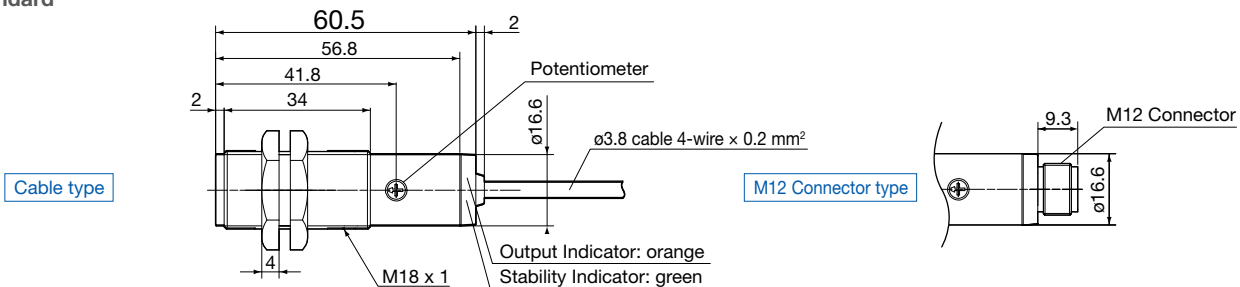 ndard
60.5
2
56.8
41.8
Potentiometer
2
34
ø16.6
ø3.8 cable 4-wire × 0.2 mm²
Cable type
4
M18 x 1
Output Indicator: orange
Stability Indicator: green
9.3
M12 Connector
M12 Connector type
ø16.6